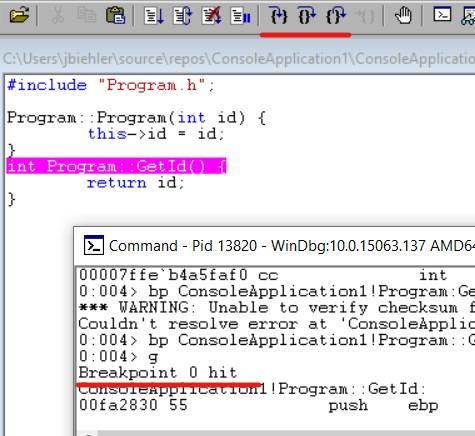 C:\Users\jbiehler\source\repos\ConsoleApplication1\ConsoleApplication
#include "Program.h";
Program::Program(int id) {
this->id = id;
}
int Program::GetId() {
return id;
}
Command - Pid 13820 - WinDbg:10.0.15063.137 AMD64
00007ffe`b4a5faf0 cc int
0:004> bp ConsoleApplication1!Program:Ge
*** WARNING: Unable to verify checksum f
Couldn't resolve error at 'ConsoleApplic
0:004> bp ConsoleApplication1!Program::G
0:004> g
Breakpoint 0 hit
ConsoleApplication1!Program::GetId:
00fa2830 55 push ebp